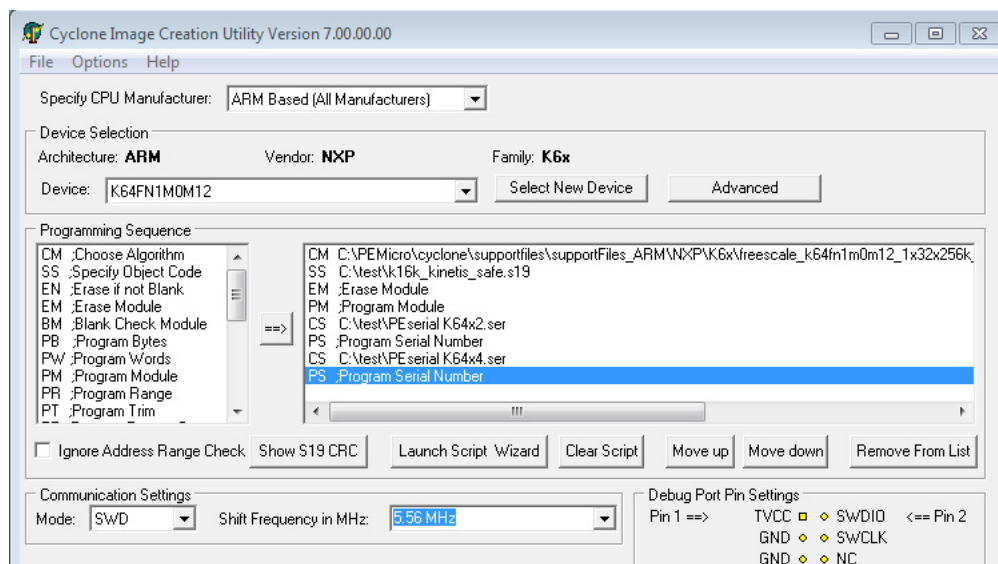 Cyclone Image Creation Utility Version 7.00.00.00
File Options Help
Specify CPU Manufacturer: ARM Based (All Manufacturers)
Device Selection
Architecture: ARM Vendor: NXP Family: K6x
Device: K64FN1M0M12 Select New Device Advanced
Programming Sequence
CM ;Choose Algorithm
SS ;Specify Object Code
EN ;Erase if not Blank
EM ;Erase Module
BM ;Blank Check Module
PB ;Program Bytes
PW ;Program Words
PM ;Program Module
PR ;Program Range
PT ;Program Trim
==>
CM C:\PEMicro\cyclone\supportfiles\supportFiles_ARM\NXP\K6x\freescale_k64fn1m0m12_1x32x256k_
SS C:\test\k16k_kinetis_safe.s19
EM ;Erase Module
PM ;Program Module
CS C:\test\PEserial K64x2.ser
PS ;Program Serial Number
CS C:\test\PEserial K64x4.ser
PS ;Program Serial Number
Ignore Address Range Check Show S19 CRC Launch Script Wizard Clear Script Move up Move down Remove From List
Communication Settings
Mode: SWD Shift Frequency in MHz: 5.56 MHz
Debug Port Pin Settings
Pin 1 ==> TVCC SWDIO <== Pin 2
GND SWCLK
GND NC